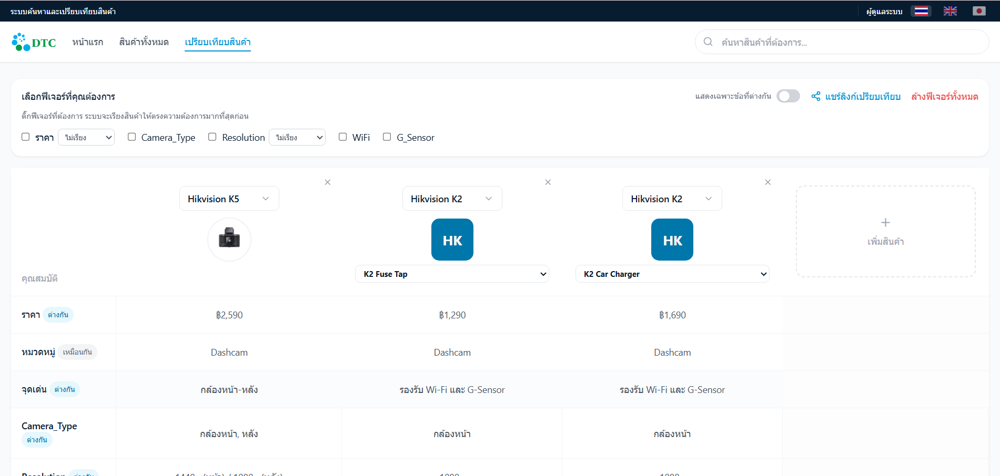 ระบบค้นหาและเปรียบเทียบสินค้า
ผู้ดูแลระบบ
DTC
หน้าแรก
สินค้าทั้งหมด
เปรียบเทียบสินค้า
ค้นหาสินค้าที่ต้องการ...
เลือกฟีเจอร์ที่คุณต้องการ
แสดงเฉพาะข้อที่ต่างกัน
แชร์ลิงก์เปรียบเทียบ
ล้างฟีเจอร์ทั้งหมด
ติ๊กฟีเจอร์ที่ต้องการ ระบบจะเรียงสินค้าให้ตรงความต้องการมากที่สุดก่อน
ราคา ไม่เรียง Camera_Type Resolution ไม่เรียง WiFi G_Sensor
Hikvision K5 Hikvision K2 Hikvision K2
HK HK
เพิ่มสินค้า
K2 Fuse Tap K2 Car Charger
คุณสมบัติ
ราคา ต่างกัน ฿2,590 ฿1,290 ฿1,690
หมวดหมู่ เหมือนกัน Dashcam Dashcam Dashcam
จุดเด่น ต่างกัน กล้องหน้า-หลัง รองรับ Wi-Fi และ G-Sensor รองรับ Wi-Fi และ G-Sensor
Camera_Type
ต่างกัน กล้องหน้า, หลัง กล้องหน้า กล้องหน้า
Resolution ต่างกัน